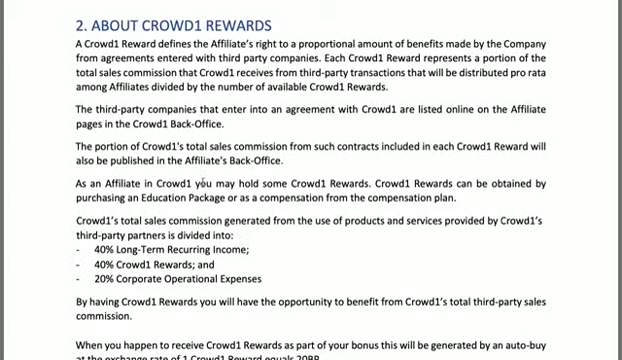 2. ABOUT CROWD1 REWARDS
A Crowd1 Reward defines the Affiliate's right to a proportional amount of benefits made by the Company
from agreements entered with third party companies. Each Crowd1 Reward represents a portion of the
total sales commission that Crowd1 receives from third-party transactions that will be distributed pro rata
among Affiliates divided by the number of available Crowd1 Rewards.
The third-party companies that enter into an agreement with Crowd1 are listed online on the Affiliate
pages in the Crowd1 Back-Office.
The portion of Crowd1's total sales commission from such contracts included in each Crowd1 Reward will
also be published in the Affiliate's Back-Office.
As an Affiliate in Crowd1 you may hold some Crowd1 Rewards. Crowd1 Rewards can be obtained by
purchasing an Education Package or as a compensation from the compensation plan.
Crowd1's total sales commission generated from the use of products and services provided by Crowd1's
third-party partners is divided into:
- 40% Long-Term Recurring Income;
- 40% Crowd1 Rewards; and
- 20% Corporate Operational Expenses
By having Crowd1 Rewards you will have the opportunity to benefit from Crowd1's total third-party sales
commission.
When you happen to receive Crowd1 Rewards as part of your bonus this will be generated by an auto-buy
at the exchange rate of 1 Crowd1 Reward equals